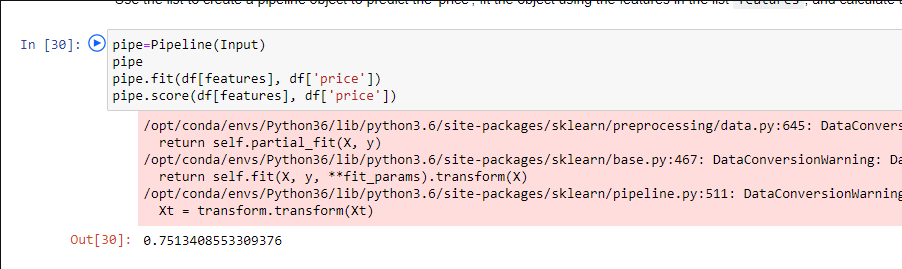 Use the list to create a pipeline object to predict the 'price', fit the object using the features in the list features, and calculate
In [30]:
pipe=Pipeline(Input)
pipe
pipe.fit(df[features], df['price'])
pipe.score(df[features], df['price'])
/opt/conda/envs/Python36/lib/python3.6/site-packages/sklearn/preprocessing/data.py:645: DataConvers
return self.partial_fit(X, y)
/opt/conda/envs/Python36/lib/python3.6/site-packages/sklearn/base.py:467: DataConversionWarning: Da
return self.fit(X, y, **fit_params).transform(X)
/opt/conda/envs/Python36/lib/python3.6/site-packages/sklearn/pipeline.py:511: DataConversionWarning
Xt = transform.transform(Xt)
Out[30]: 0.7513408553309376